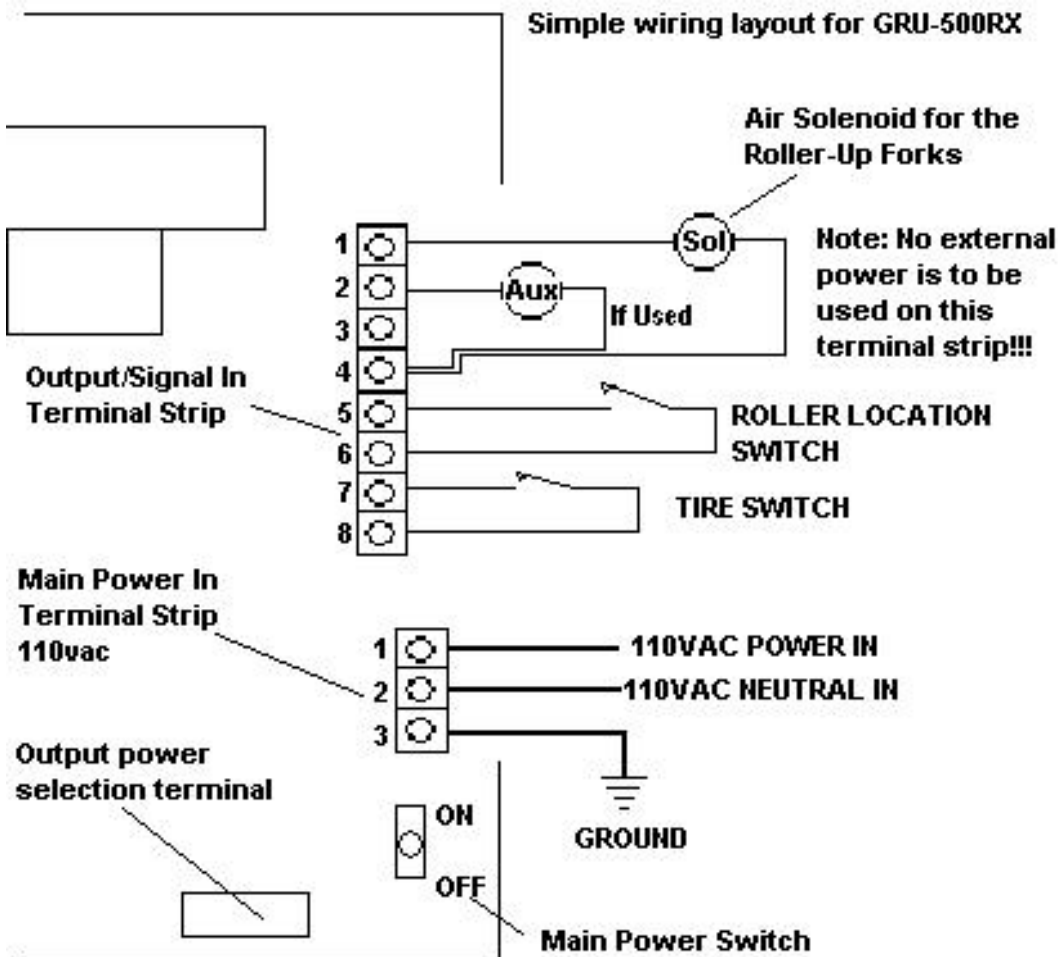 Simple wiring layout for GRU-500RX
Air Solenoid for the
Roller-Up Forks
1
Sol
Note: No external
power is to be
used on this
terminal strip!!!
2
Aux
If Used
3
4
Output/Signal In
Terminal Strip
5
ROLLER LOCATION
SWITCH
6
7
TIRE SWITCH
8
Main Power In
Terminal Strip
110vac
1
110VAC POWER IN
2
110VAC NEUTRAL IN
3
Output power
selection terminal
ON
GROUND
OFF
Main Power Switch